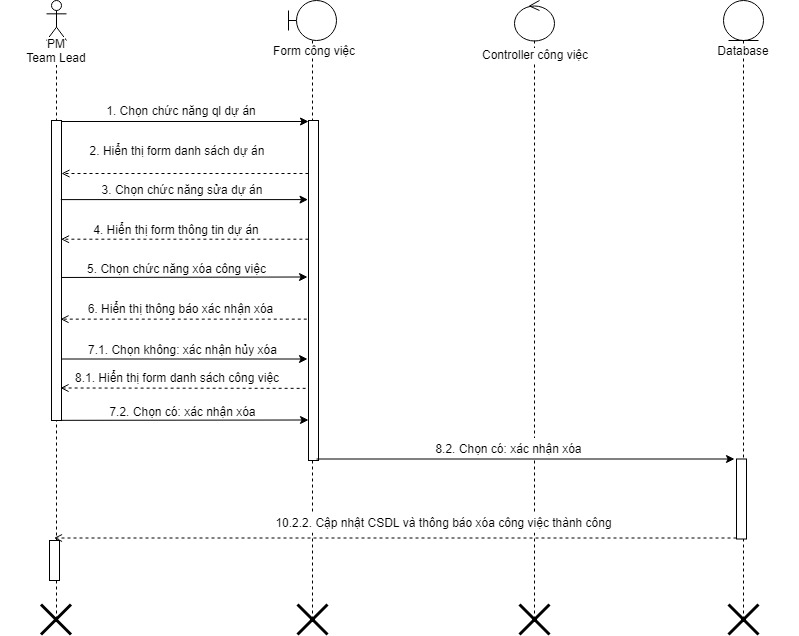 'PM'
Team Lead
Form công việc
Controller công việc
Database
1. Chọn chức năng ql dự án
2. Hiển thị form danh sách dự án
3. Chọn chức năng sửa dự án
4. Hiển thị form thông tin dự án
5. Chọn chức năng xóa công việc
6. Hiển thị thông báo xác nhận xóa
7.1. Chọn không: xác nhận hủy xóa
8.1. Hiển thị form danh sách công việc
7.2. Chọn có: xác nhận xóa
8.2. Chọn có: xác nhận xóa
10.2.2. Cập nhật CSDL và thông báo xóa công việc thành công